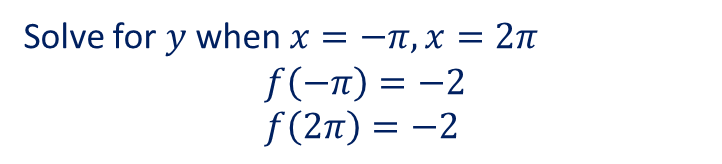 Solve for y when x = −π, x = 2π
f(−π) = −2
f(2π) = −2